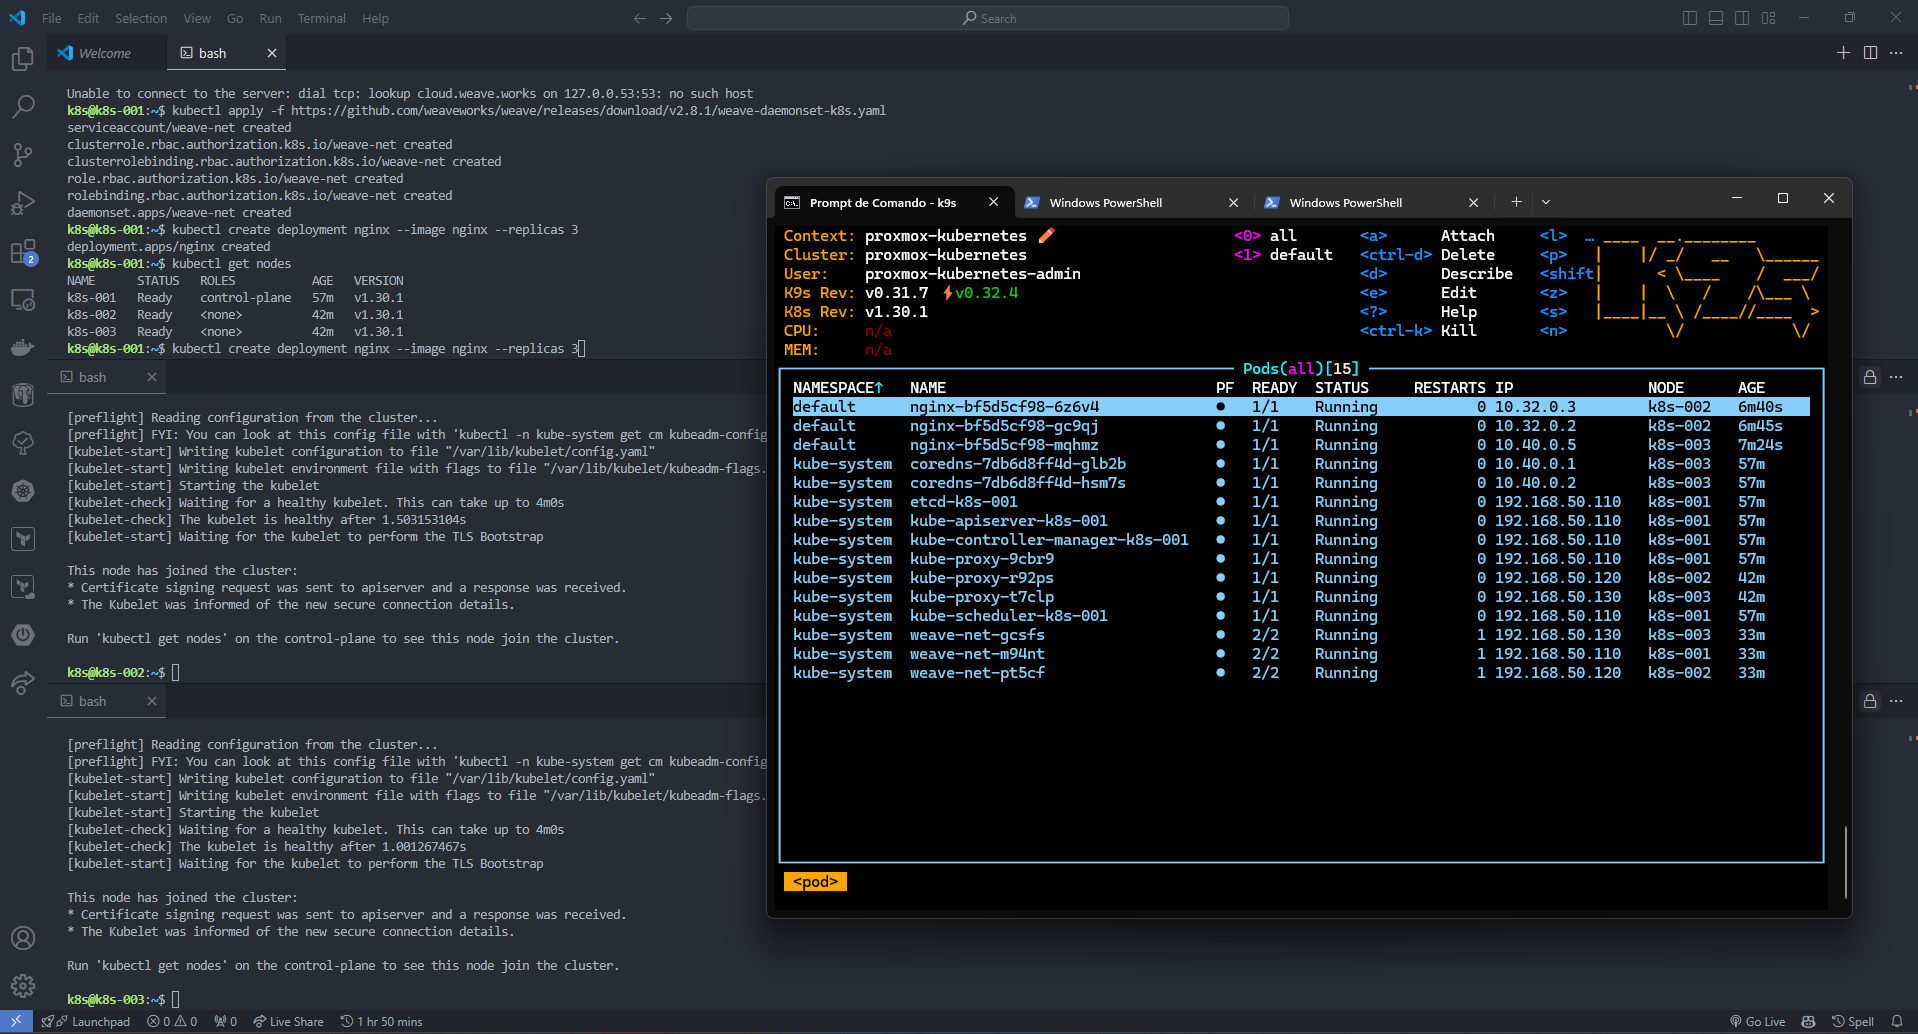 File Edit Selection View Go Run Terminal Help
Search
Welcome
bash
Unable to connect to the server: dial tcp: lookup cloud.weave.works on 127.0.0.53:53: no such host
k8s@k8s-001:~$ kubectl apply -f https://github.com/weaveworks/weave/releases/download/v2.8.1/weave-daemonset-k8s.yaml
serviceaccount/weave-net created
clusterrole.rbac.authorization.k8s.io/weave-net created
clusterrolebinding.rbac.authorization.k8s.io/weave-net created
role.rbac.authorization.k8s.io/weave-net created
rolebinding.rbac.authorization.k8s.io/weave-net created
daemonset.apps/weave-net created
k8s@k8s-001:~$ kubectl create deployment nginx --image nginx --replicas 3
deployment.apps/nginx created
k8s@k8s-001:~$ kubectl get nodes
NAME STATUS ROLES AGE VERSION
k8s-001 Ready control-plane 57m v1.30.1
k8s-002 Ready <none> 42m v1.30.1
k8s-003 Ready <none> 42m v1.30.1
k8s@k8s-001:~$ kubectl create deployment nginx --image nginx --replicas 3
bash
[preflight] Reading configuration from the cluster...
[preflight] FYI: You can look at this config file with 'kubectl -n kube-system get cm kubeadm-config
[kubelet-start] Writing kubelet configuration to file "/var/lib/kubelet/config.yaml"
[kubelet-start] Writing kubelet environment file with flags to file "/var/lib/kubelet/kubeadm-flags.
[kubelet-start] Starting the kubelet
[kubelet-check] Waiting for a healthy kubelet. This can take up to 4m0s
[kubelet-check] The kubelet is healthy after 1.503153104s
[kubelet-start] Waiting for the kubelet to perform the TLS Bootstrap
This node has joined the cluster:
* Certificate signing request was sent to apiserver and a response was received.
* The Kubelet was informed of the new secure connection details.
Run 'kubectl get nodes' on the control-plane to see this node join the cluster.
k8s@k8s-002:~$
bash
[preflight] Reading configuration from the cluster...
[preflight] FYI: You can look at this config file with 'kubectl -n kube-system get cm kubeadm-config
[kubelet-start] Writing kubelet configuration to file "/var/lib/kubelet/config.yaml"
[kubelet-start] Writing kubelet environment file with flags to file "/var/lib/kubelet/kubeadm-flags.
[kubelet-start] Starting the kubelet
[kubelet-check] Waiting for a healthy kubelet. This can take up to 4m0s
[kubelet-check] The kubelet is healthy after 1.001267467s
[kubelet-start] Waiting for the kubelet to perform the TLS Bootstrap
This node has joined the cluster:
* Certificate signing request was sent to apiserver and a response was received.
* The Kubelet was informed of the new secure connection details.
Run 'kubectl get nodes' on the control-plane to see this node join the cluster.
k8s@k8s-003:~$
Prompt de Comando - k9s
Windows PowerShell
Windows PowerShell
Context: proxmox-kubernetes <0> all <a> Attach <l> …
Cluster: proxmox-kubernetes <1> default <ctrl-d> Delete <p>
User: proxmox-kubernetes-admin <d> Describe <shift
K9s Rev: v0.31.7 ⚡v0.32.4 <e> Edit <z>
K8s Rev: v1.30.1 <?> Help <s>
CPU: n/a <ctrl-k> Kill <n>
MEM: n/a
Pods(all)[15]
NAMESPACE↑ NAME PF READY STATUS RESTARTS IP NODE AGE
default nginx-bf5d5cf98-6z6v4 ● 1/1 Running 0 10.32.0.3 k8s-002 6m40s
default nginx-bf5d5cf98-gc9qj ● 1/1 Running 0 10.32.0.2 k8s-002 6m45s
default nginx-bf5d5cf98-mqhmz ● 1/1 Running 0 10.40.0.5 k8s-003 7m24s
kube-system coredns-7db6d8ff4d-glb2b ● 1/1 Running 0 10.40.0.1 k8s-003 57m
kube-system coredns-7db6d8ff4d-hsm7s ● 1/1 Running 0 10.40.0.2 k8s-003 57m
kube-system etcd-k8s-001 ● 1/1 Running 0 192.168.50.110 k8s-001 57m
kube-system kube-apiserver-k8s-001 ● 1/1 Running 0 192.168.50.110 k8s-001 57m
kube-system kube-controller-manager-k8s-001 ● 1/1 Running 0 192.168.50.110 k8s-001 57m
kube-system kube-proxy-9cbr9 ● 1/1 Running 0 192.168.50.110 k8s-001 57m
kube-system kube-proxy-r92ps ● 1/1 Running 0 192.168.50.120 k8s-002 42m
kube-system kube-proxy-t7clp ● 1/1 Running 0 192.168.50.130 k8s-003 42m
kube-system kube-scheduler-k8s-001 ● 1/1 Running 0 192.168.50.110 k8s-001 57m
kube-system weave-net-gcsfs ● 2/2 Running 1 192.168.50.130 k8s-003 33m
kube-system weave-net-m94nt ● 2/2 Running 1 192.168.50.110 k8s-001 33m
kube-system weave-net-pt5cf ● 2/2 Running 1 192.168.50.120 k8s-002 33m
<pod>
2
Launchpad 0 0 0 Live Share 1 hr 50 mins
Go Live Spell